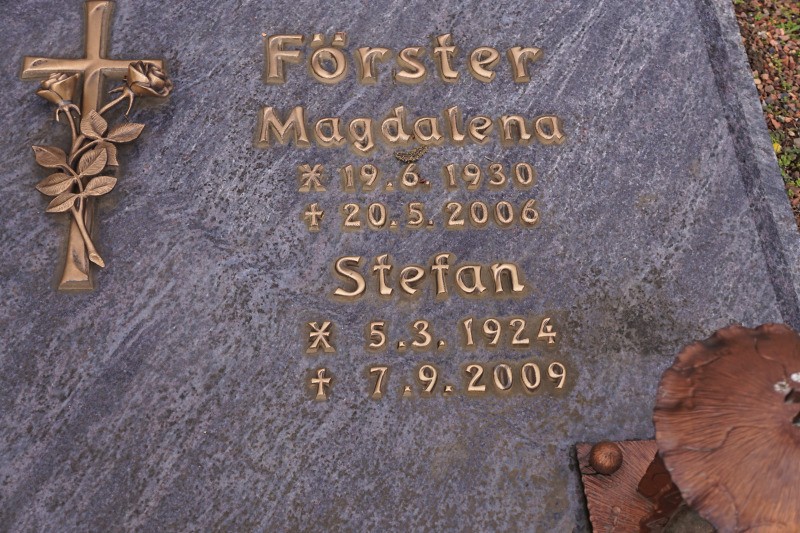 Förster
Magdalena
* 19.6.1930
† 20.5.2006
Stefan
* 5.3.1924
† 7.9.2009